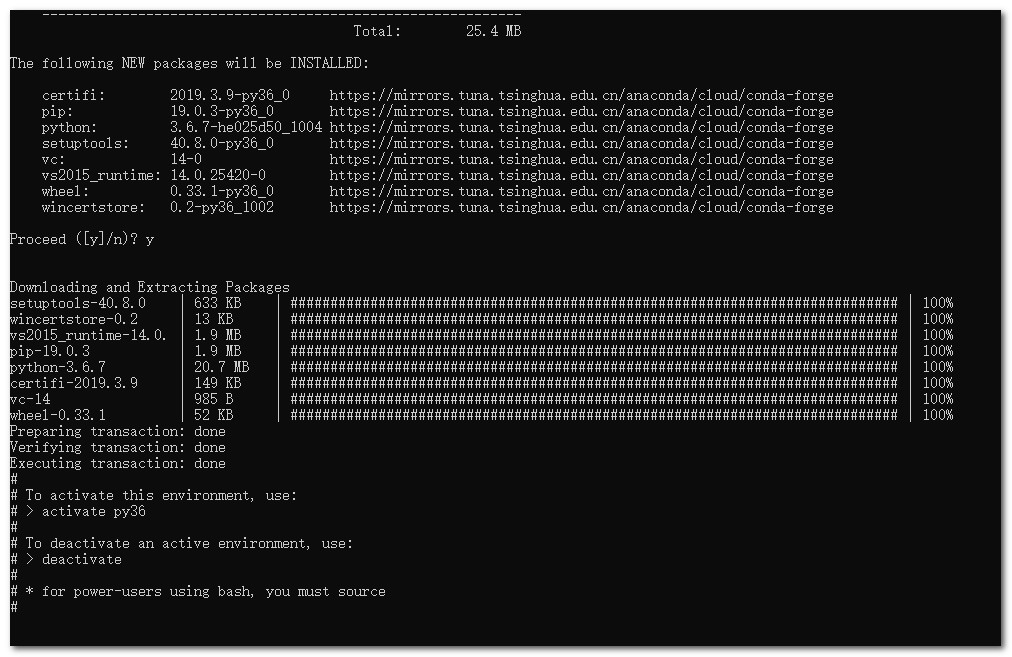 ------------------------------------------------------------
Total: 25.4 MB
The following NEW packages will be INSTALLED:
certifi: 2019.3.9-py36_0 https://mirrors.tuna.tsinghua.edu.cn/anaconda/cloud/conda-forge
pip: 19.0.3-py36_0 https://mirrors.tuna.tsinghua.edu.cn/anaconda/cloud/conda-forge
python: 3.6.7-he025d50_1004 https://mirrors.tuna.tsinghua.edu.cn/anaconda/cloud/conda-forge
setuptools: 40.8.0-py36_0 https://mirrors.tuna.tsinghua.edu.cn/anaconda/cloud/conda-forge
vc: 14-0 https://mirrors.tuna.tsinghua.edu.cn/anaconda/cloud/conda-forge
vs2015_runtime: 14.0.25420-0 https://mirrors.tuna.tsinghua.edu.cn/anaconda/cloud/conda-forge
wheel: 0.33.1-py36_0 https://mirrors.tuna.tsinghua.edu.cn/anaconda/cloud/conda-forge
wincertstore: 0.2-py36_1002 https://mirrors.tuna.tsinghua.edu.cn/anaconda/cloud/conda-forge
Proceed ([y]/n)? y
Downloading and Extracting Packages
setuptools-40.8.0 | 633 KB | ############################################################################ | 100%
wincertstore-0.2 | 13 KB | ############################################################################ | 100%
vs2015_runtime-14.0. | 1.9 MB | ############################################################################ | 100%
pip-19.0.3 | 1.9 MB | ############################################################################ | 100%
python-3.6.7 | 20.7 MB | ############################################################################ | 100%
certifi-2019.3.9 | 149 KB | ############################################################################ | 100%
vc-14 | 985 B | ############################################################################ | 100%
wheel-0.33.1 | 52 KB | ############################################################################ | 100%
Preparing transaction: done
Verifying transaction: done
Executing transaction: done
#
# To activate this environment, use:
# > activate py36
#
# To deactivate an active environment, use:
# > deactivate
#
# * for power-users using bash, you must source
#